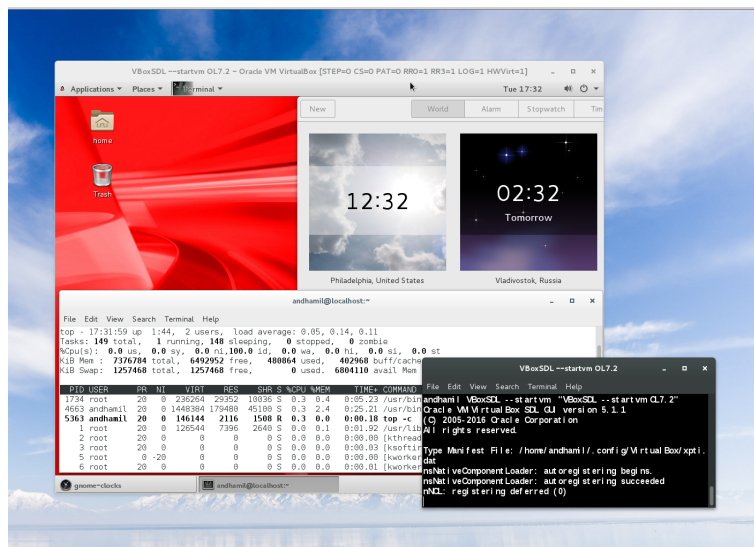 VBoxSDL --startvm OL7.2 - Oracle VM VirtualBox [STEP=0 CS=0 PAT=0 RR0=1 RR3=1 LOG=1 HWVirt=1]
Applications Places Terminal Tue 17:32
home
Trash
New World Alarm Stopwatch Tim
12:32
02:32
Tomorrow
Philadelphia, United States Vladivostok, Russia
andhamil@localhost:~
File Edit View Search Terminal Help
top - 17:31:59 up 1:44, 2 users, load average: 0.05, 0.14, 0.11
Tasks: 149 total, 1 running, 148 sleeping, 0 stopped, 0 zombie
%Cpu(s): 0.0 us, 0.0 sy, 0.0 ni,100.0 id, 0.0 wa, 0.0 hi, 0.0 si, 0.0 st
KiB Mem : 7376784 total, 6492952 free, 480864 used, 402968 buff/cache
KiB Swap: 1257468 total, 1257468 free, 0 used. 6804110 avail Mem
PID USER PR NI VIRT RES SHR S %CPU %MEM TIME+ COMMAND
1734 root 20 0 236264 29352 10036 S 0.3 0.4 0:05.23 /usr/bin
4663 andhamil 20 0 1448384 179480 45100 S 0.3 2.4 0:25.21 /usr/bin
5363 andhamil 20 0 146144 2116 1508 R 0.3 0.0 0:00.18 top -c
1 root 20 0 126544 7396 2640 S 0.0 0.1 0:01.92 /usr/lib
2 root 20 0 0 0 0 S 0.0 0.0 0:00.00 [kthread
3 root 20 0 0 0 0 S 0.0 0.0 0:00.03 [ksoftir
5 root 0 -20 0 0 0 S 0.0 0.0 0:00.00 [kworker
6 root 20 0 0 0 0 S 0.0 0.0 0:00.01 [kworker
gnome-clocks andhamil@localhost:~
VBoxSDL --startvm OL7.2
File Edit View Search Terminal Help
andhamil VBoxSDL --startvm "VBoxSDL --startvm OL7.2"
Oracle VM VirtualBox SDL GUI version 5.1.1
(C) 2005-2016 Oracle Corporation
All rights reserved.
Type Manifest File: /home/andhamil/.config/VirtualBox/xpti.
dat
nsNativeComponentLoader: autoregistering begins.
nsNativeComponentLoader: autoregistering succeeded
nNCL: registering deferred (0)